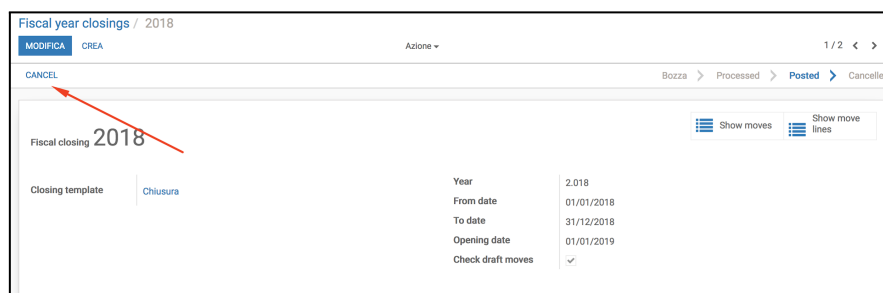 Fiscal year closings / 2018
MODIFICA CREA Azione 1 / 2
CANCEL Bozza Processed Posted Cancelle
Show moves Show move lines
Fiscal closing 2018
Closing template Chiusura
Year 2.018
From date 01/01/2018
To date 31/12/2018
Opening date 01/01/2019
Check draft moves